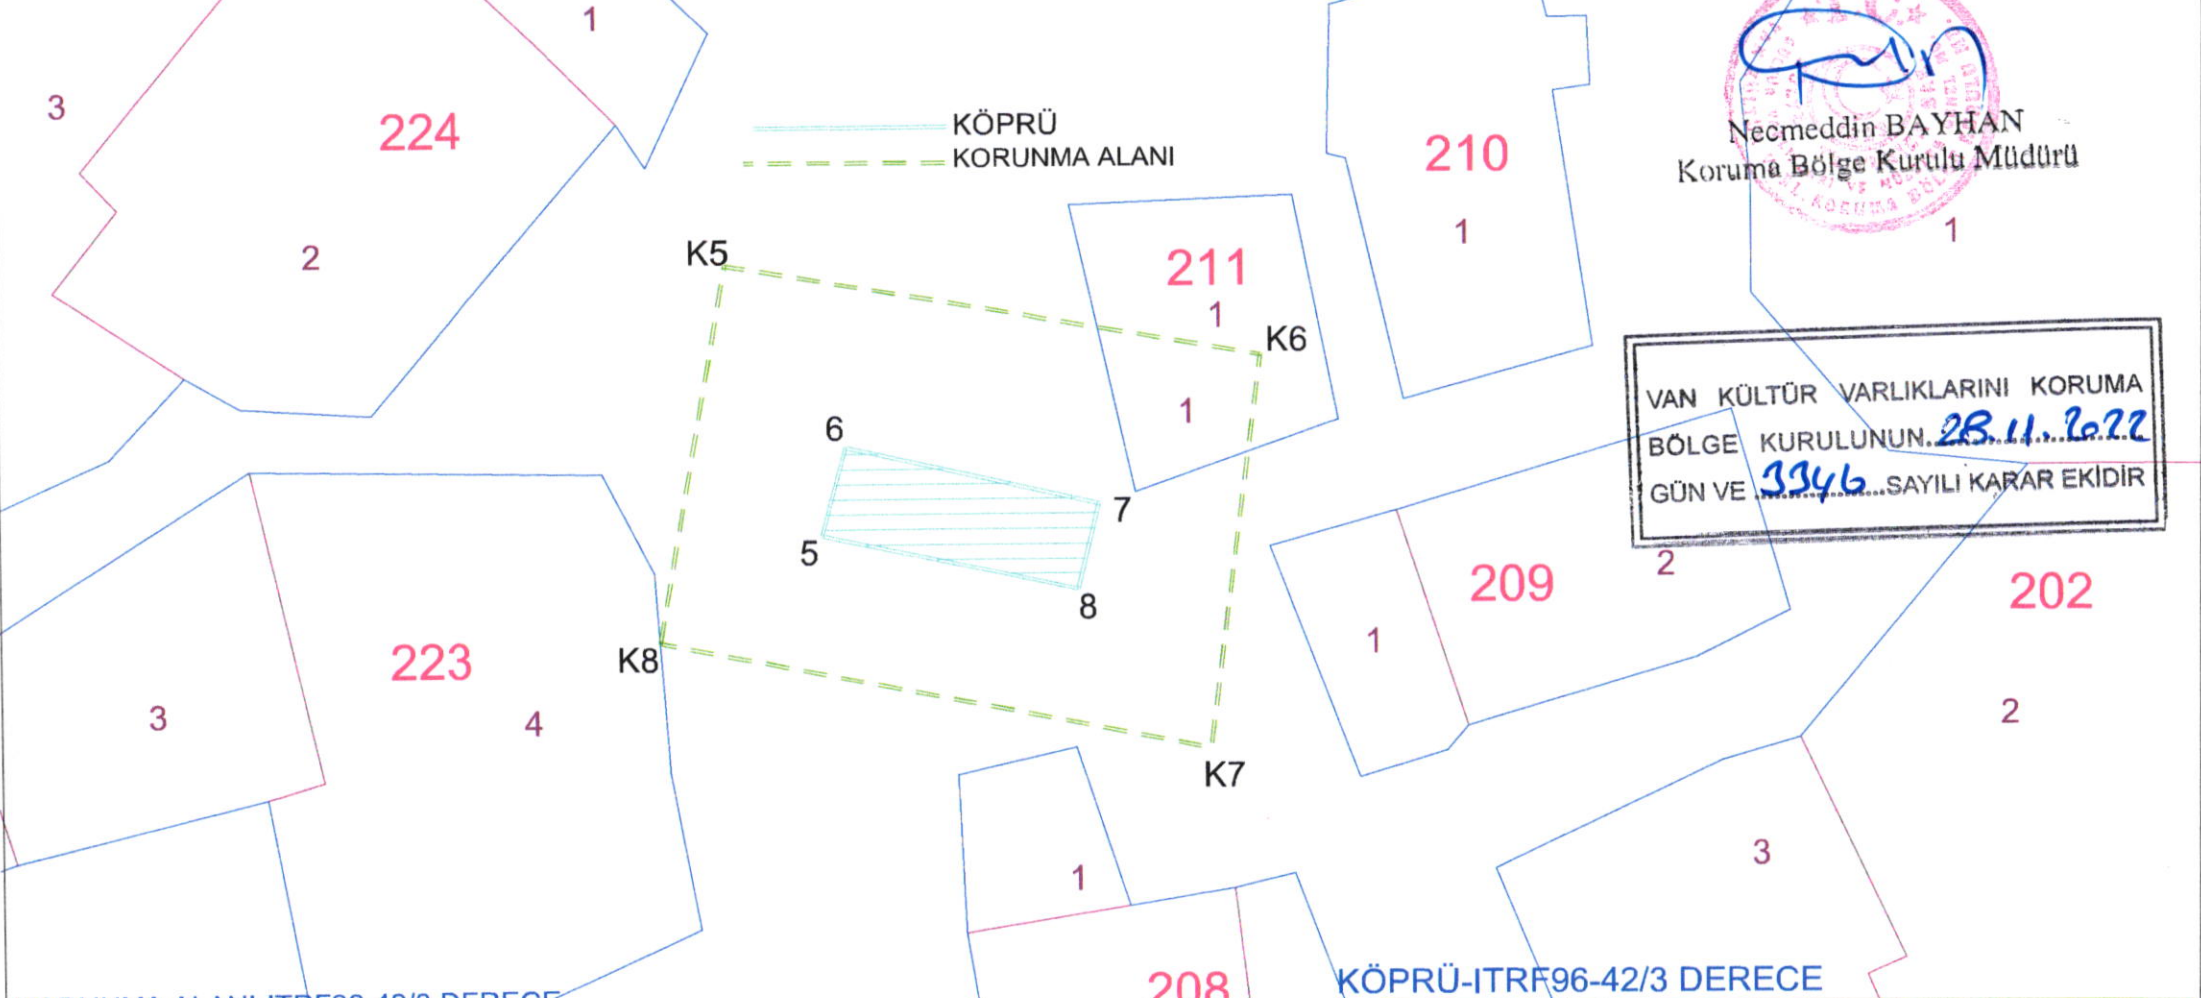 1
3
224
2
KÖPRÜ
KORUNMA ALANI
210
1
Necmeddin BAYHAN
Koruma Bölge Kurulu Müdürü
KORUMA
1
K5
211
1
K6
1
VAN KÜLTÜR VARLIKLARINI KORUMA
BÖLGE KURULUNUN 28.11.2022
GÜN VE 3346 SAYILI KARAR EKİDİR
6
7
5
8
209
2
202
1
K8
223
3
4
2
K7
1
3
208
KÖPRÜ-ITRF96-42/3 DERECE